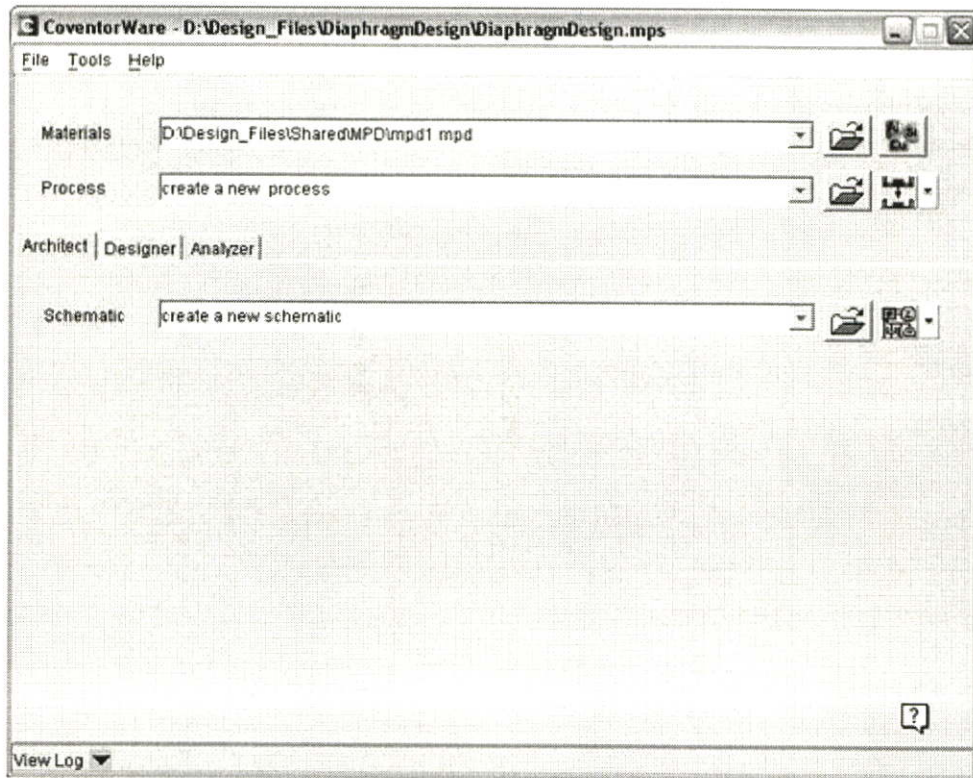 CoventorWare - D:\Design_Files\DiaphragmDesign\DiaphragmDesign.mps
File Tools Help
Materials D:\Design_Files\Shared\MPD\mpd1 mpd
Process create a new process
Architect Designer Analyzer
Schematic create a new schematic
?
View Log